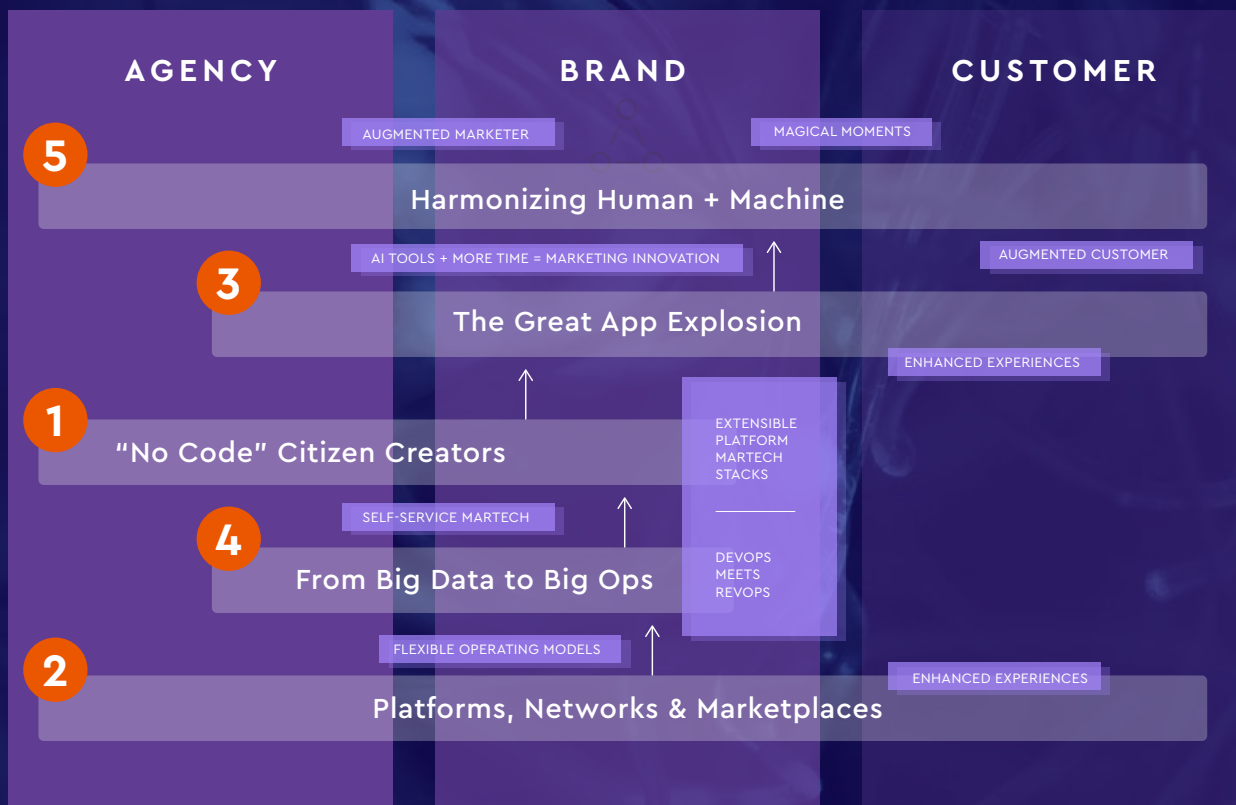 AGENCY
BRAND
CUSTOMER
AUGMENTED MARKETER
MAGICAL MOMENTS
5
Harmonizing Human + Machine
AI TOOLS + MORE TIME = MARKETING INNOVATION
AUGMENTED CUSTOMER
3
The Great App Explosion
ENHANCED EXPERIENCES
1
“No Code” Citizen Creators
EXTENSIBLE
PLATFORM
MARTECH
STACKS
SELF-SERVICE MARTECH
4
From Big Data to Big Ops
DEVOPS
MEETS
REVOPS
FLEXIBLE OPERATING MODELS
2
ENHANCED EXPERIENCES
Platforms, Networks & Marketplaces